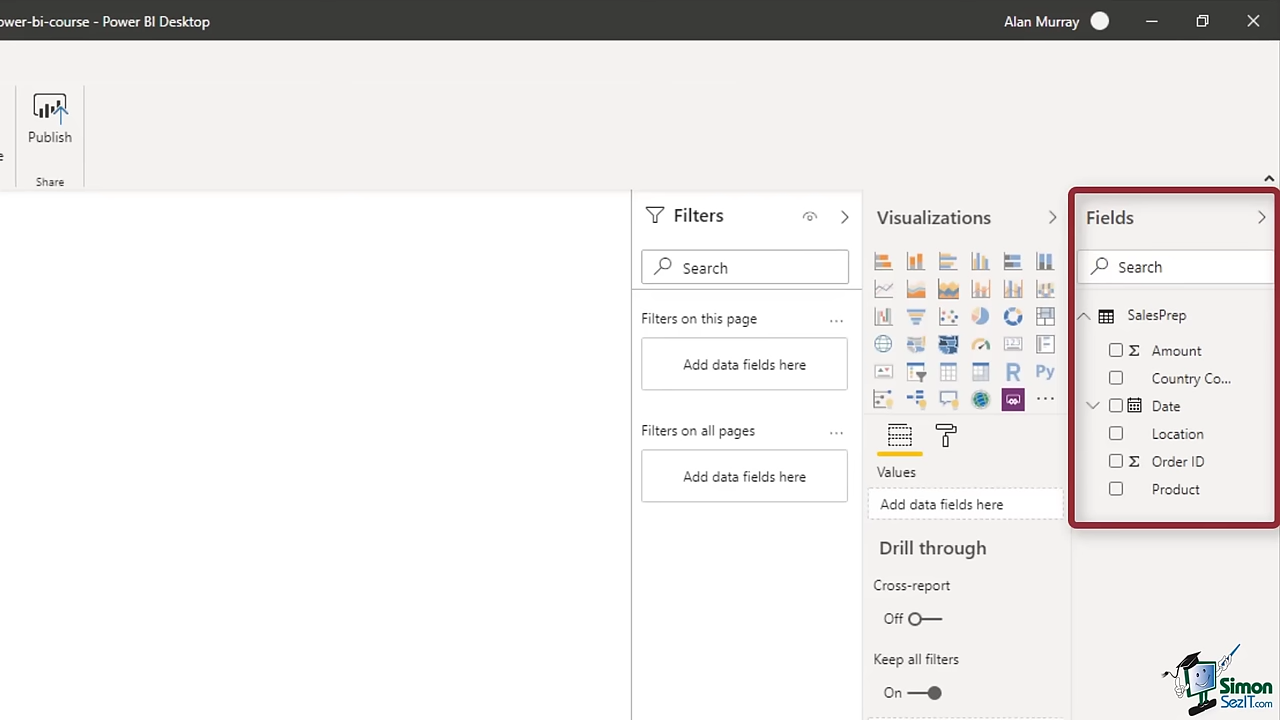 ower-bi-course - Power BI Desktop
Alan Murray
Publish
e
Share
Filters
Search
Filters on this page
...
Add data fields here
Filters on all pages
...
Add data fields here
Visualizations
123
R
Py
...
Values
Add data fields here
Drill through
Cross-report
Off
Keep all filters
On
Fields
Search
SalesPrep
Σ Amount
Country Co...
Date
Location
Σ Order ID
Product
Simon
SezIT.com